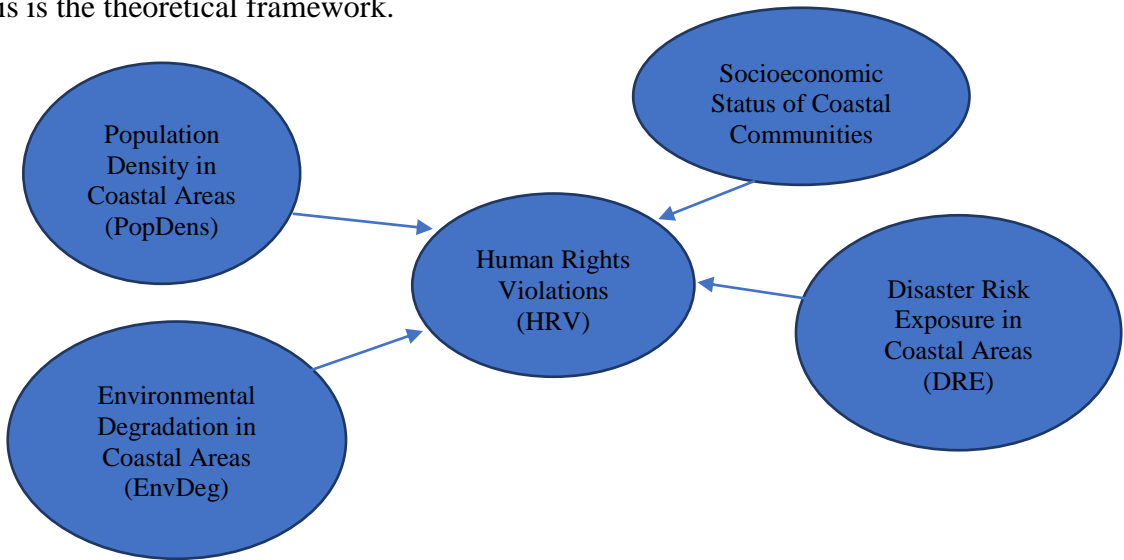 is is the theoretical framework.
Socioeconomic
Status of Coastal
Communities
Population
Density in
Coastal Areas
(PopDens)
Human Rights
Violations
(HRV)
Disaster Risk
Exposure in
Coastal Areas
(DRE)
Environmental
Degradation in
Coastal Areas
(EnvDeg)